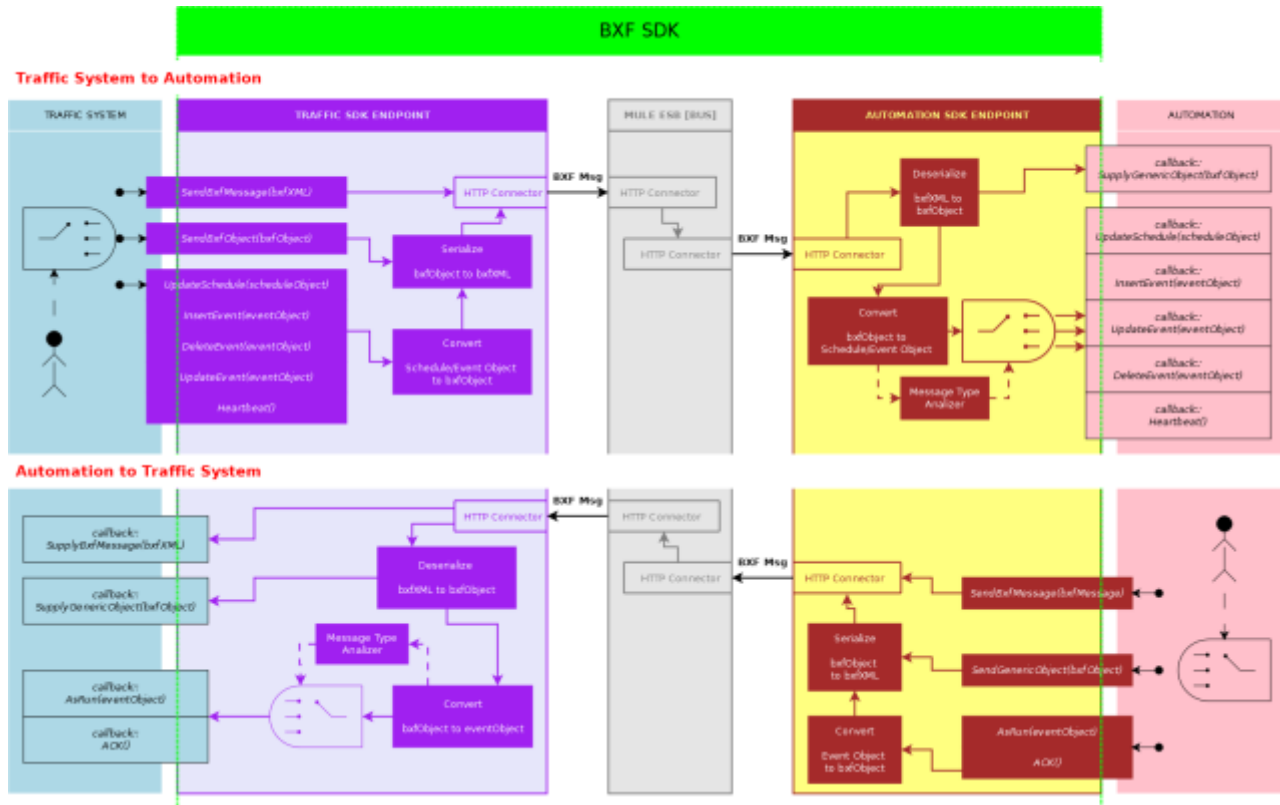 BXF SDK
Traffic System to Automation
TRAFFIC SYSTEM
TRAFFIC SDK ENDPOINT
MULE ESB [BUS]
AUTOMATION SDK ENDPOINT
AUTOMATION
SendBxfMessage(bxfXML)
HTTP Connector
BXF Msg
HTTP Connector
Deserialize
bxfXML to
bxfObject
callback::
SupplyGenericObject(bxfObject)
SendBxfObject(bxfObject)
Serialize
bxfObject to bxfXML
HTTP Connector
BXF Msg
HTTP Connector
callback::
UpdateSchedule(scheduleObject)
UpdateSchedule(scheduleObject)
InsertEvent(eventObject)
DeleteEvent(eventObject)
UpdateEvent(eventObject)
Heartbeat()
Convert
Schedule/Event Object
to bxfObject
Convert
bxfObject to
Schedule/Event Object
Message Type
Analizer
callback::
InsertEvent(eventObject)
callback::
UpdateEvent(eventObject)
callback::
DeleteEvent(eventObject)
callback::
Heartbeat()
Automation to Traffic System
callback::
SupplyBxfMessage(bxfXML)
HTTP Connector
BXF Msg
HTTP Connector
Deserialize
bxfXML to bxfObject
HTTP Connector
BXF Msg
HTTP Connector
SendBxfMessage(bxfMessage)
callback::
SupplyGenericObject(bxfObject)
Message Type
Analizer
Serialize
bxfObject
to bxfXML
SendGenericObject(bxfObject)
callback::
AsRun(eventObject)
callback::
ACK()
Convert
bxfObject to eventObject
Convert
Event Object
to bxfObject
AsRun(eventObject)
ACK()